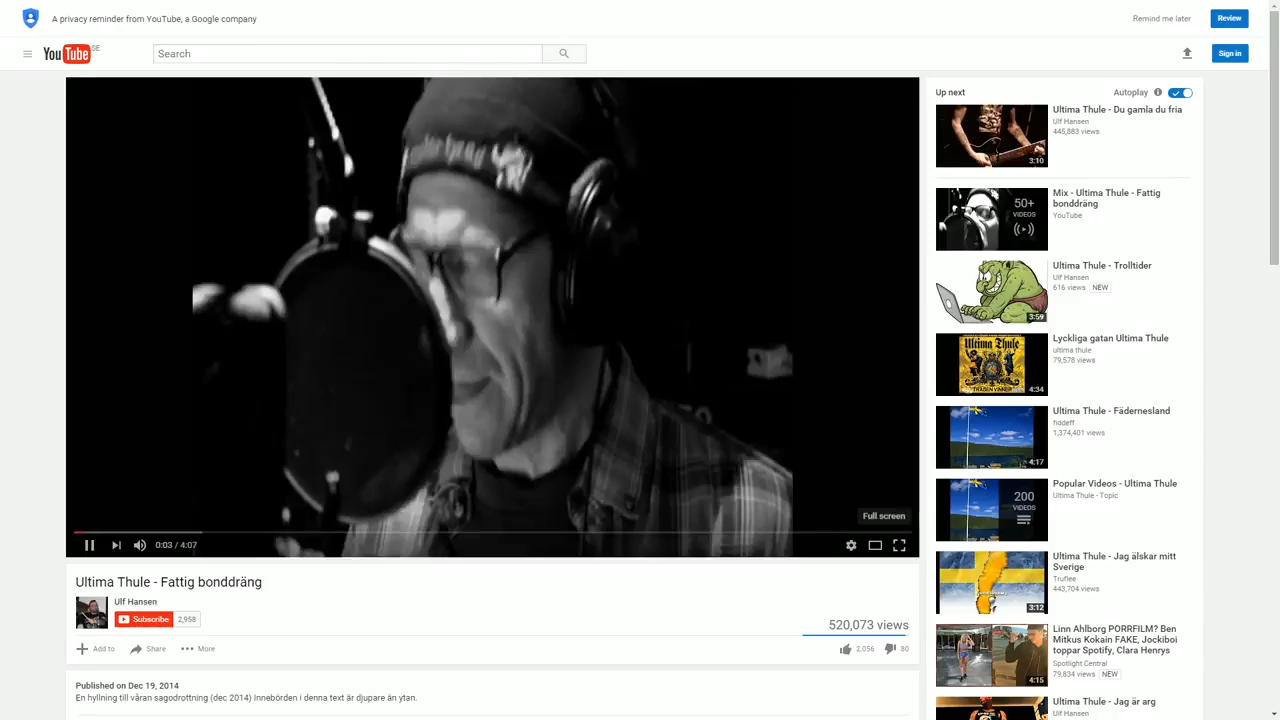 A privacy reminder from YouTube, a Google company
Remind me later
Review
YouTube SE
Search
Sign in
Full screen
0:03 / 4:07
Ultima Thule - Fattig bonddräng
Ulf Hansen
Subscribe
2,958
520,073 views
Add to
Share
More
2,056
80
Published on Dec 19, 2014
En hyllning till våran sagodrottning (dec 2014) Innebörden i denna text är djupare än ytan.
Up next
Autoplay
Ultima Thule - Du gamla du fria
Ulf Hansen
445,883 views
3:10
Mix - Ultima Thule - Fattig
bonddräng
YouTube
50+
VIDEOS
Ultima Thule - Trolltider
Ulf Hansen
616 views
NEW
3:59
Lyckliga gatan Ultima Thule
ultima thule
79,578 views
Ultima Thule
4:34
Ultima Thule - Fädernesland
fiddeff
1,374,401 views
4:17
Popular Videos - Ultima Thule
Ultima Thule - Topic
200
VIDEOS
Ultima Thule - Jag älskar mitt
Sverige
Truflee
443,704 views
3:12
Linn Ahlborg PORRFILM? Ben
Mitkus Kokain FAKE, Jockiboi
toppar Spotify, Clara Henrys
Spotlight Central
79,834 views
NEW
4:15
Ultima Thule - Jag är arg
Ulf Hansen